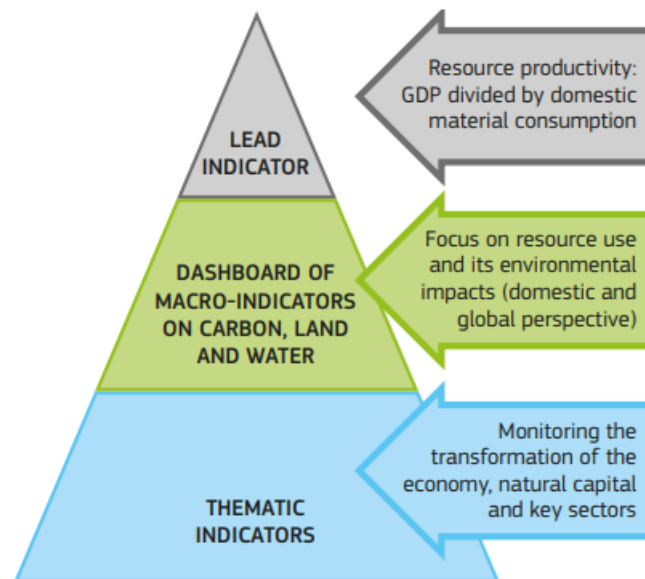 LEAD
INDICATOR
Resource productivity:
GDP divided by domestic
material consumption
DASHBOARD OF
MACRO-INDICATORS
ON CARBON, LAND
AND WATER
Focus on resource use
and its environmental
impacts (domestic and
global perspective)
THEMATIC
INDICATORS
Monitoring the
transformation of the
economy, natural capital
and key sectors